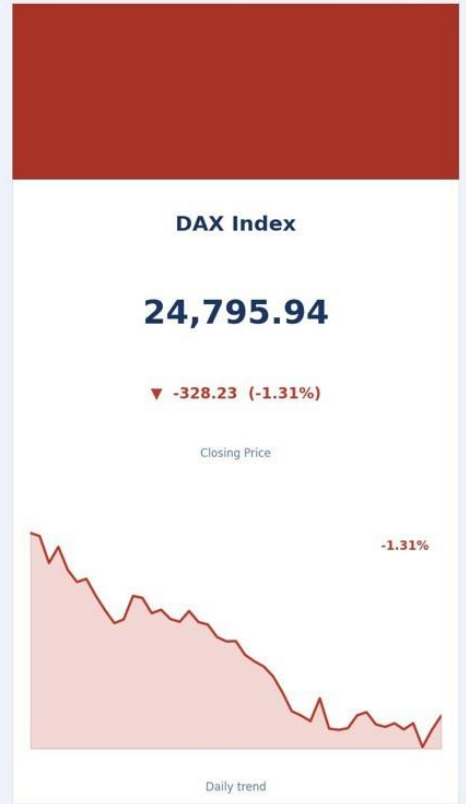 DAX Index
24,795.94
▼ -328.23 (-1.31%)
Closing Price
-1.31%
Daily trend